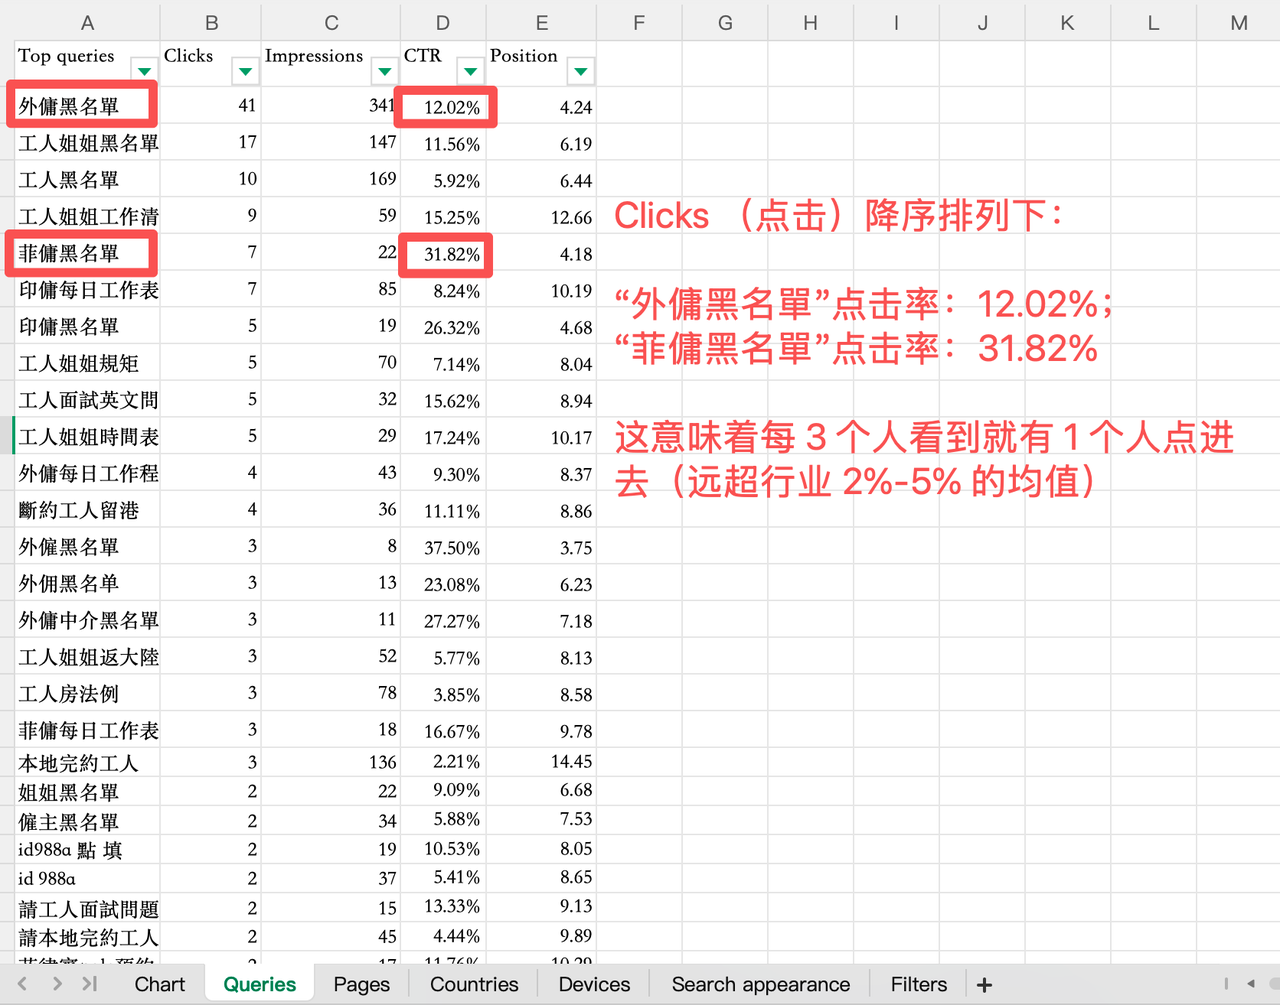 A B C D E F G H I J K L M
Top queries Clicks Impressions CTR Position
外傭黑名單 41 341 12.02% 4.24
工人姐姐黑名單 17 147 11.56% 6.19
工人黑名單 10 169 5.92% 6.44
工人姐姐工作清 9 59 15.25% 12.66
Clicks （点击）降序排列下：
菲傭黑名單 7 22 31.82% 4.18
印傭每日工作表 7 85 8.24% 10.19
“外傭黑名單”点击率：12.02%；
印傭黑名單 5 19 26.32% 4.68
“菲傭黑名單”点击率：31.82%
工人姐姐規矩 5 70 7.14% 8.04
工人面試英文問 5 32 15.62% 8.94
工人姐姐時間表 5 29 17.24% 10.17
这意味着每 3 个人看到就有 1 个人点进
去（远超行业 2%-5% 的均值）
外傭每日工作程 4 43 9.30% 8.37
斷約工人留港 4 36 11.11% 8.86
外僱黑名單 3 8 37.50% 3.75
外佣黑名单 3 13 23.08% 6.23
外傭中介黑名單 3 11 27.27% 7.18
工人姐姐返大陸 3 52 5.77% 8.13
工人房法例 3 78 3.85% 8.58
菲傭每日工作表 3 18 16.67% 9.78
本地完約工人 3 136 2.21% 14.45
姐姐黑名單 2 22 9.09% 6.68
僱主黑名單 2 34 5.88% 7.53
id988a 點 填 2 19 10.53% 8.05
id 988a 2 37 5.41% 8.65
請工人面試問題 2 15 13.33% 9.13
請本地完約工人 2 45 4.44% 9.89
Chart Queries Pages Countries Devices Search appearance Filters +